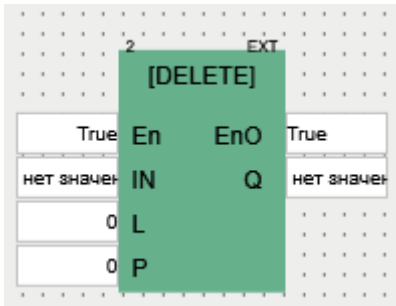 2 EXT
[DELETE]
True En EnO True
нет значен IN Q нет значен
0 L
0 P